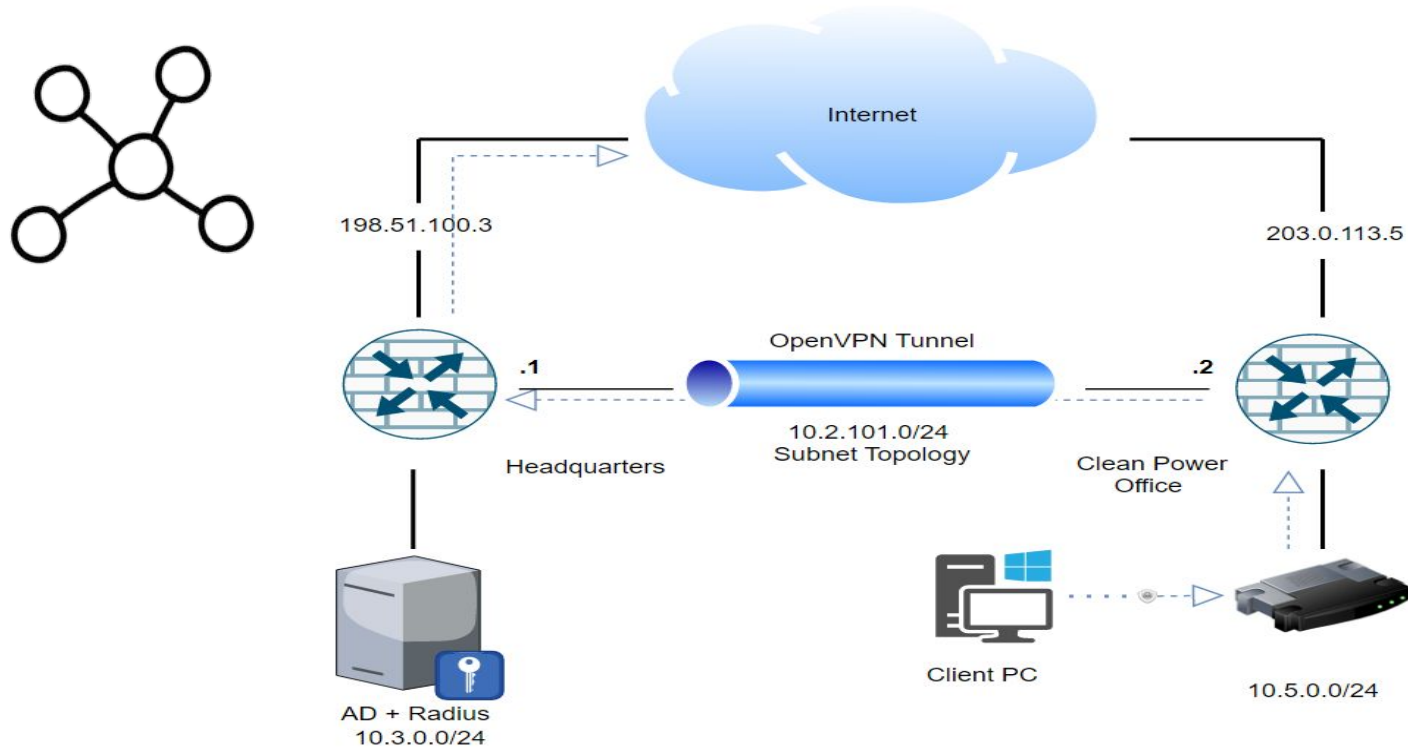 Internet
198.51.100.3
203.0.113.5
OpenVPN Tunnel
.1
.2
10.2.101.0/24
Subnet Topology
Headquarters
Clean Power
Office
Client PC
10.5.0.0/24
AD + Radius
10.3.0.0/24